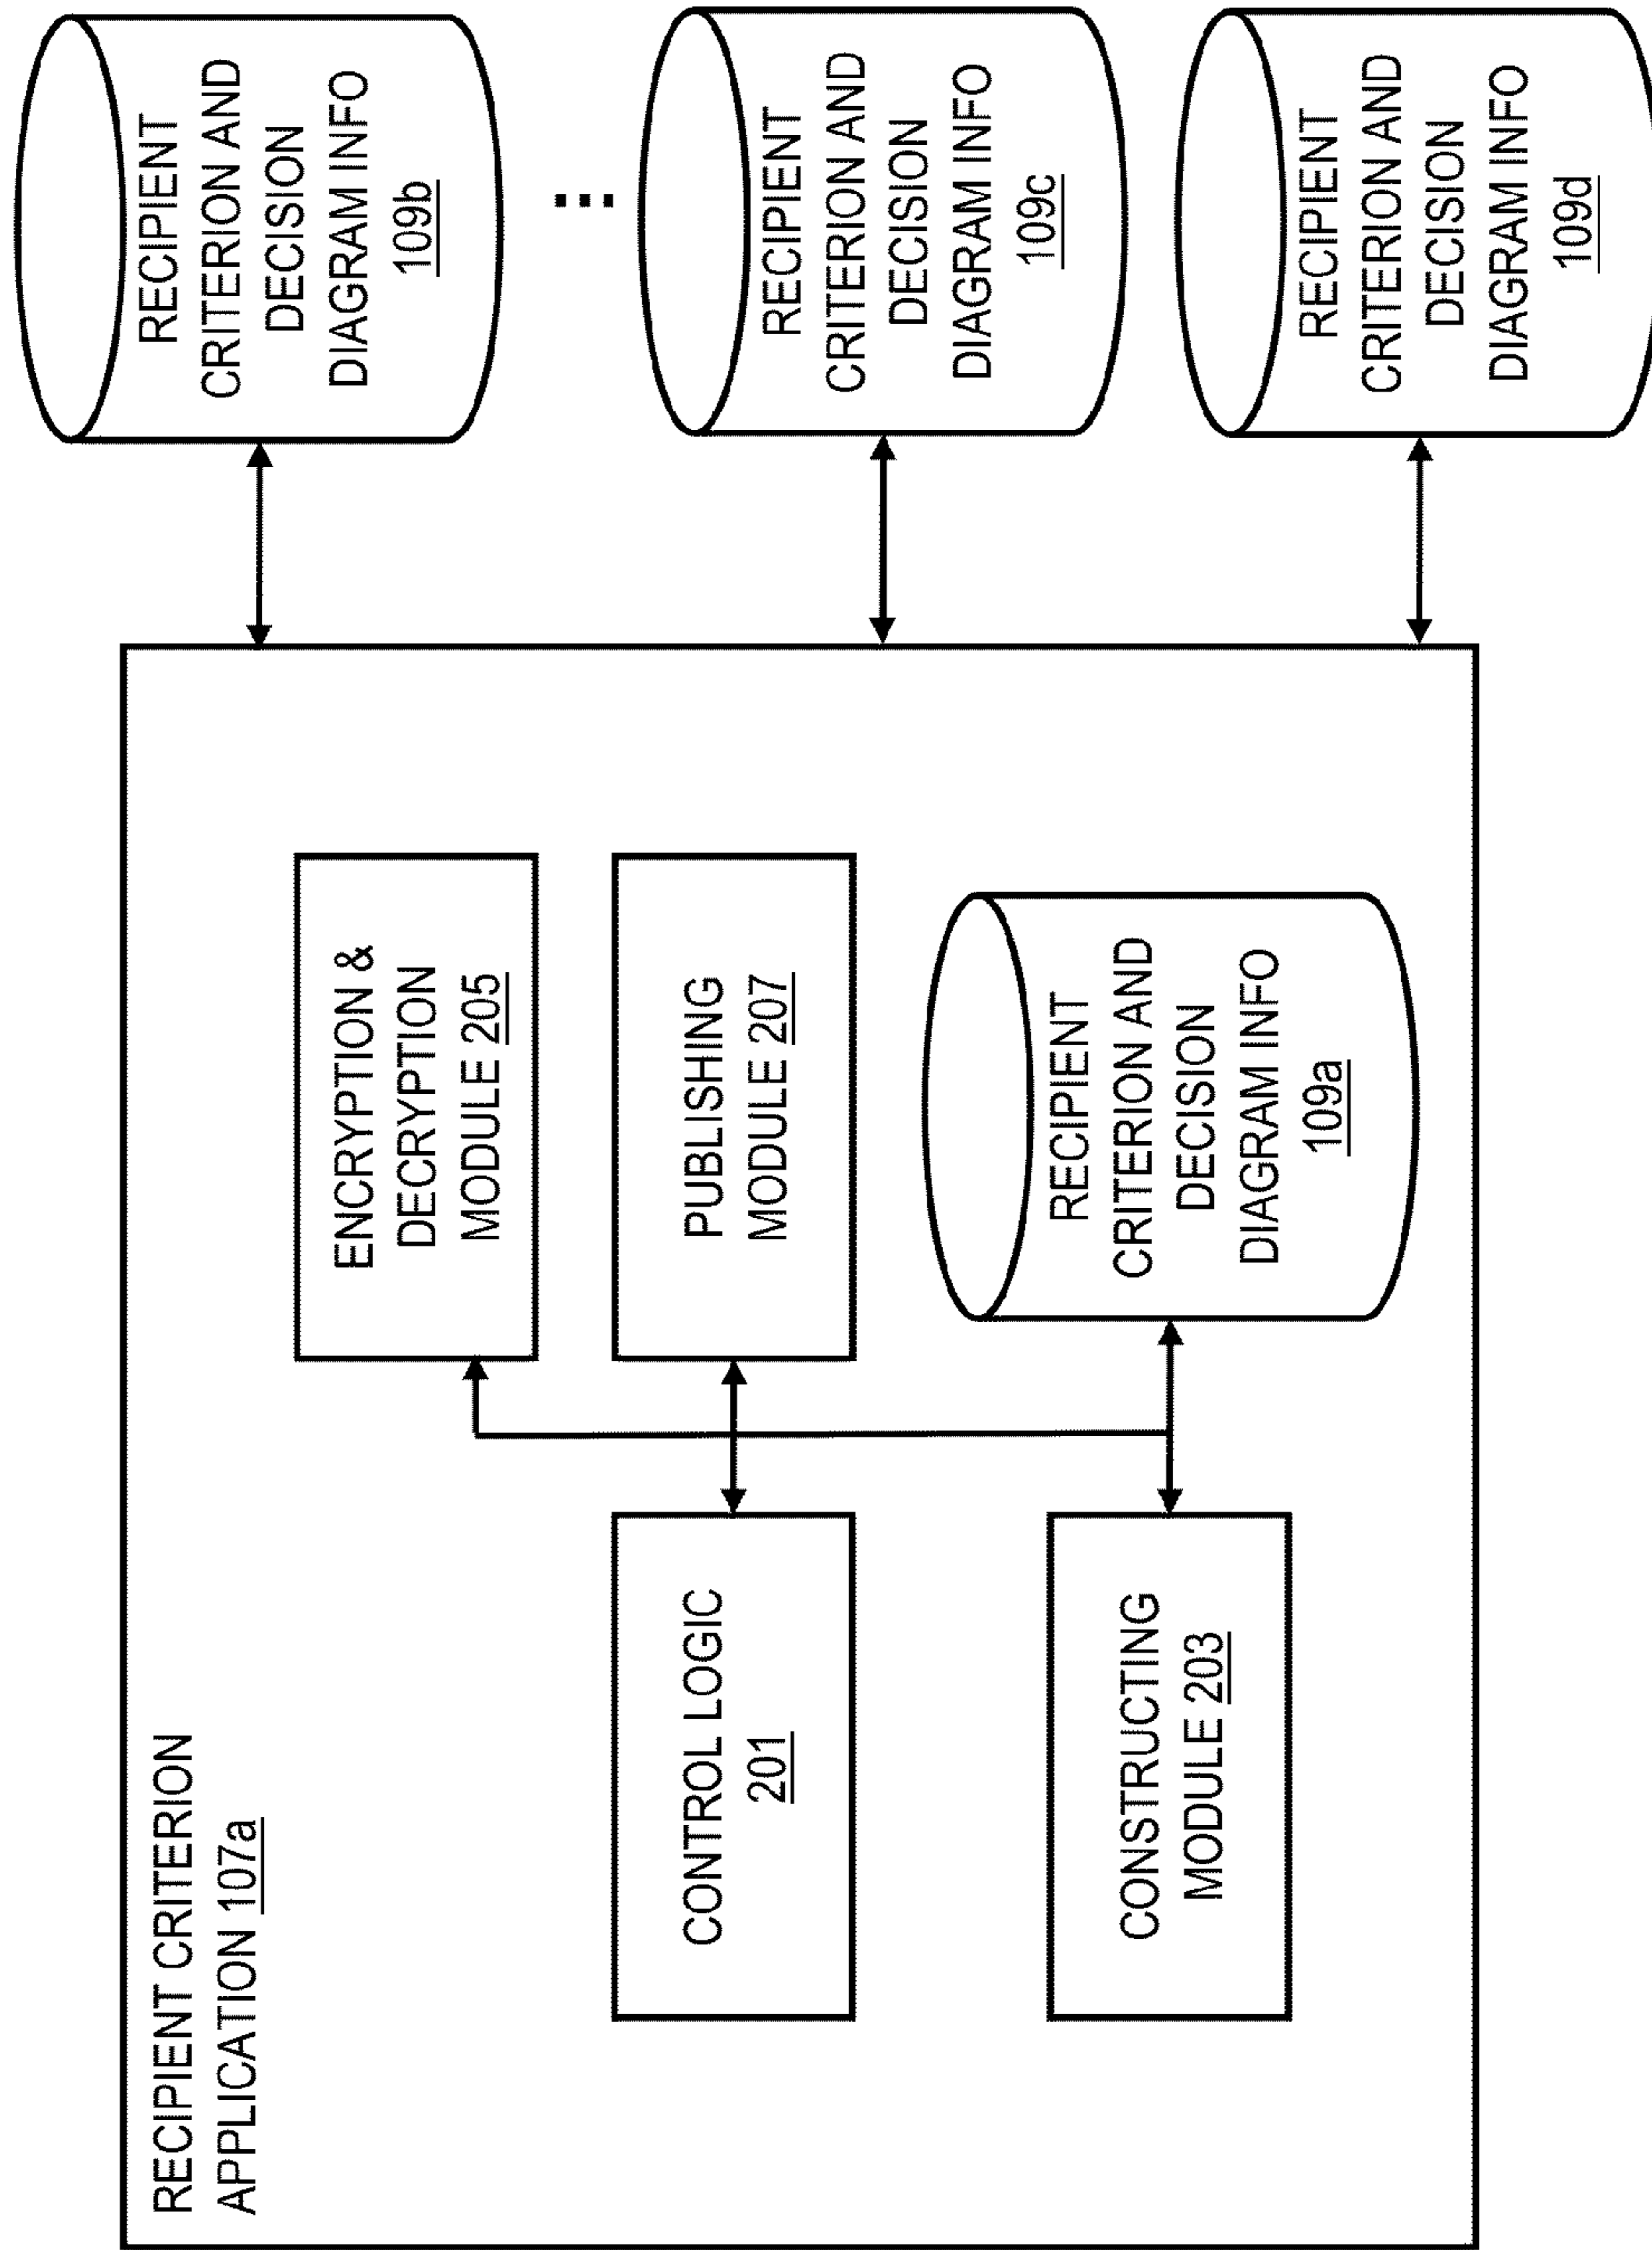 RECIPIENT CRITERION
APPLICATION 107a
CONTROL LOGIC
201
CONSTRUCTING
MODULE 203
ENCRYPTION &
DECRYPTION
MODULE 205
PUBLISHING
MODULE 207
RECIPIENT
CRITERION AND
DECISION
DIAGRAM INFO
109a
RECIPIENT
CRITERION AND
DECISION
DIAGRAM INFO
109b
...
RECIPIENT
CRITERION AND
DECISION
DIAGRAM INFO
109c
RECIPIENT
CRITERION AND
DECISION
DIAGRAM INFO
109d